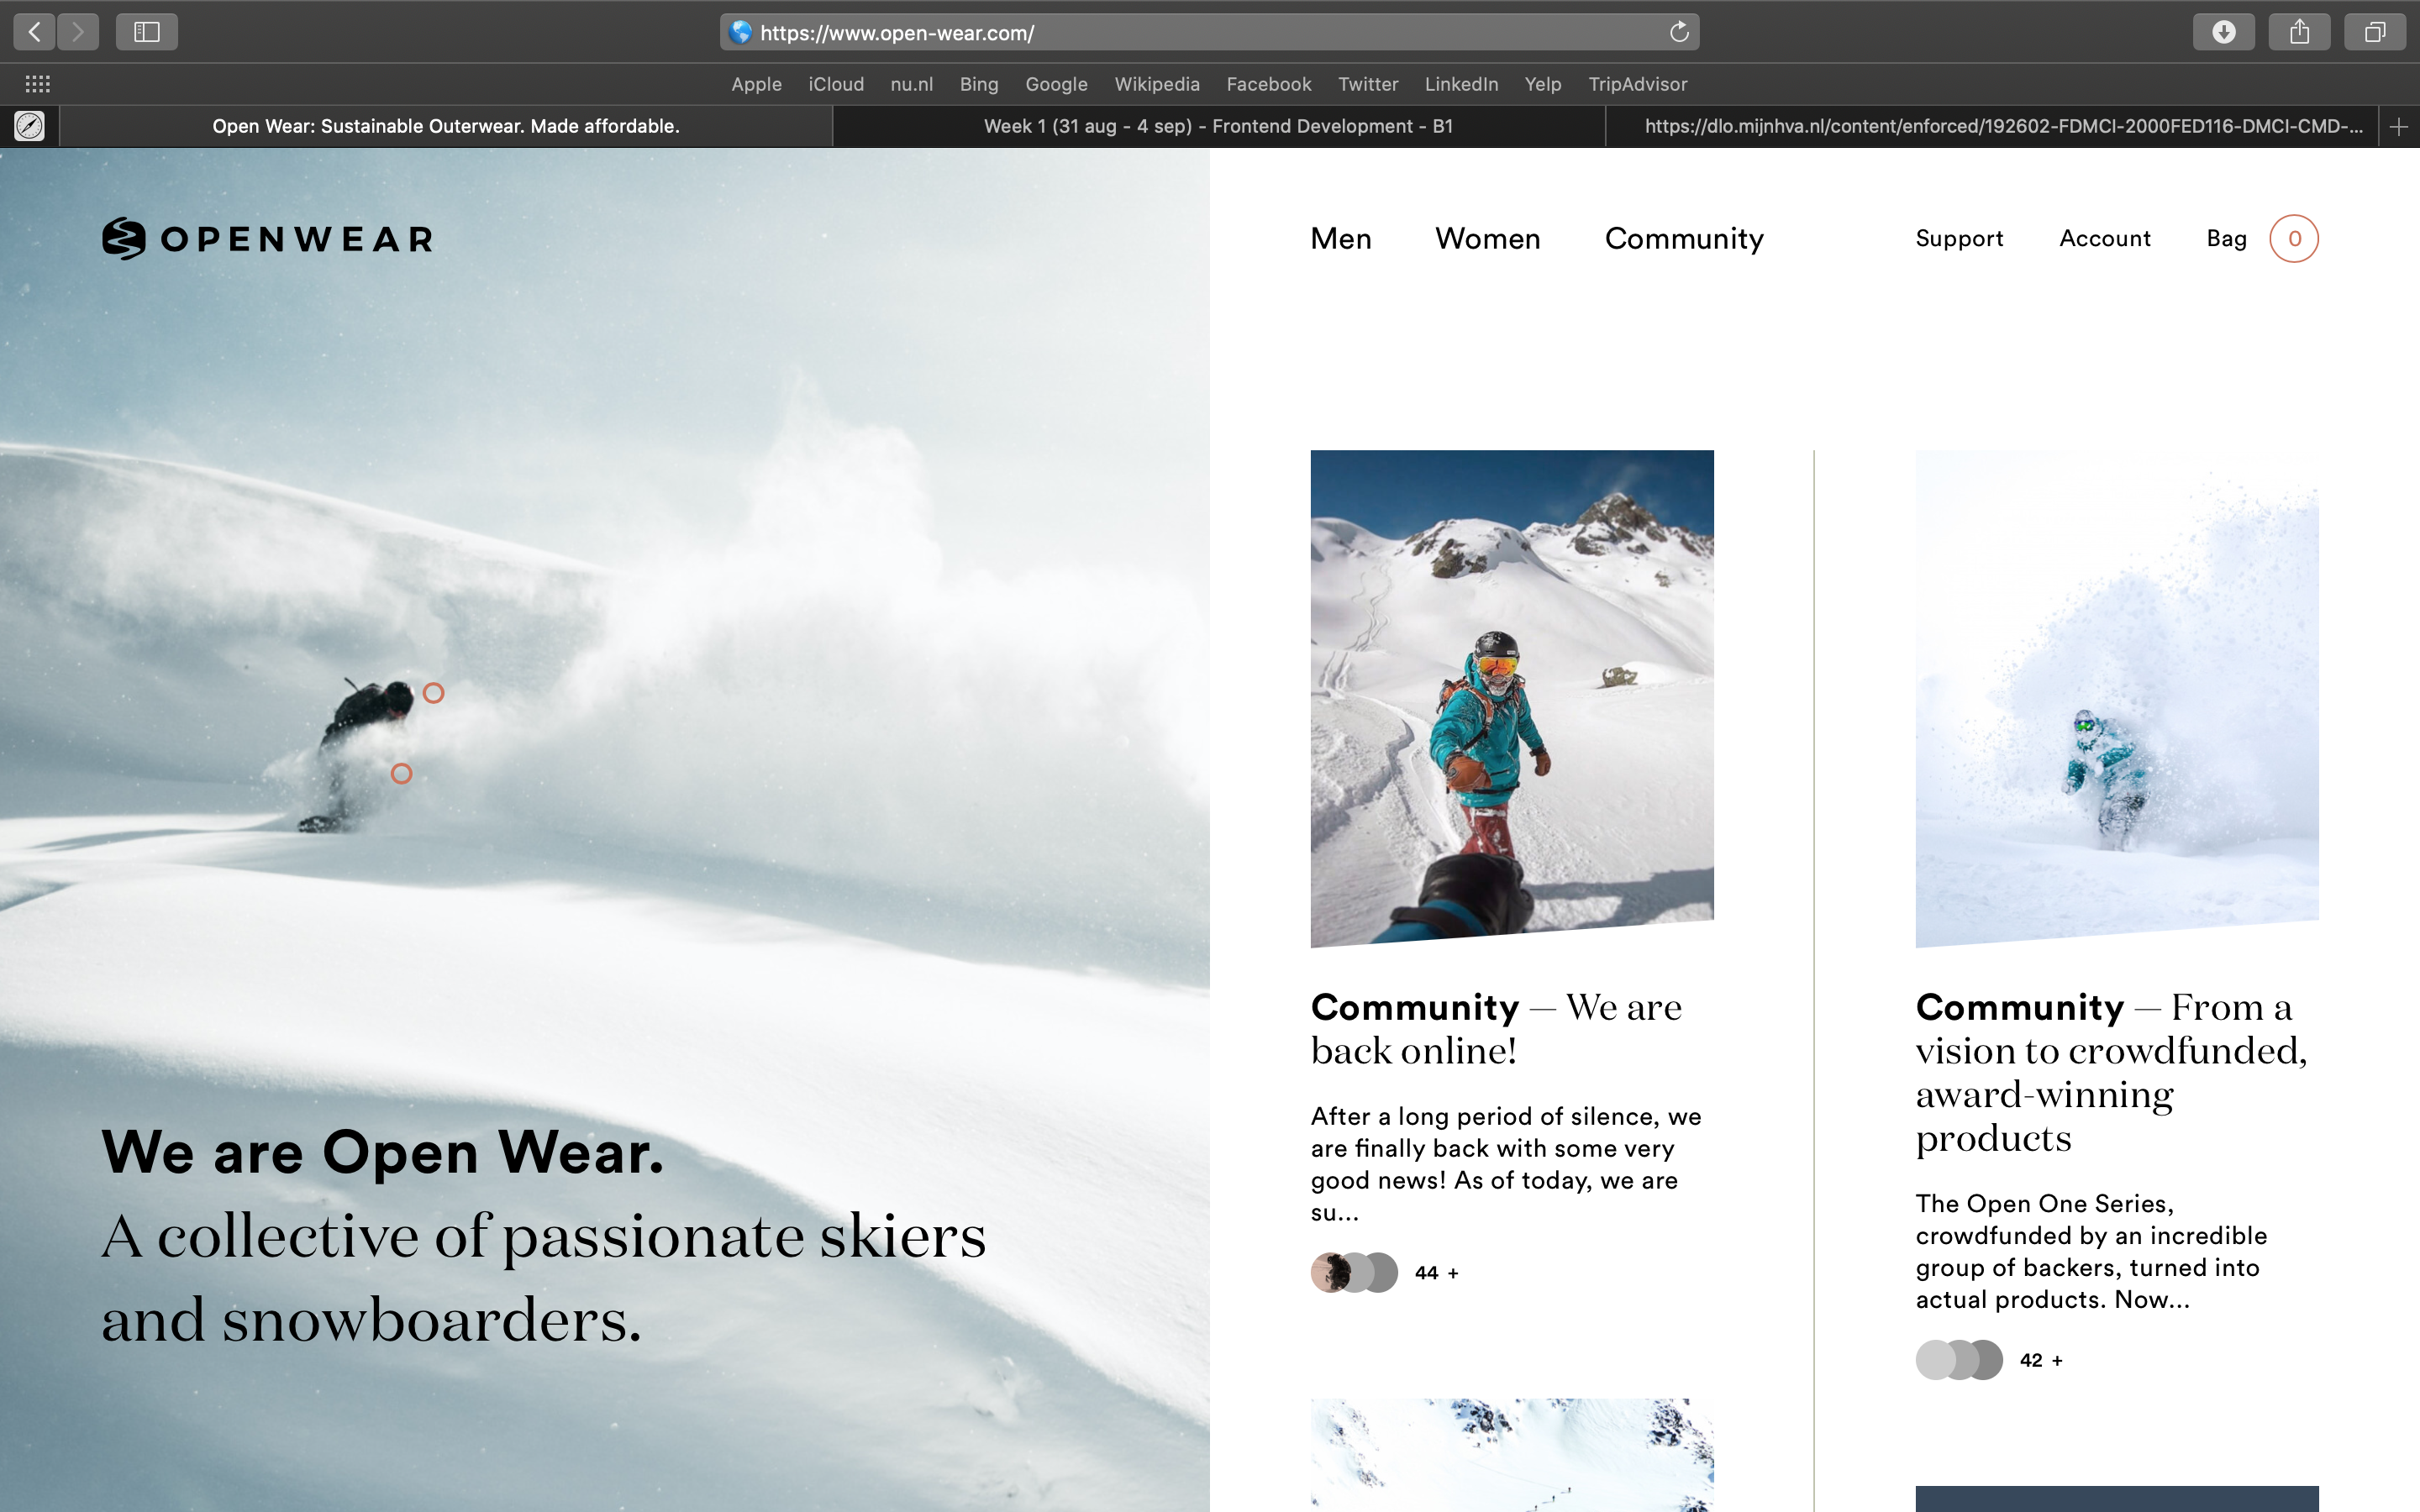 https://www.open-wear.com/
Apple iCloud nu.nl Bing Google Wikipedia Facebook Twitter LinkedIn Yelp TripAdvisor
Open Wear: Sustainable Outerwear. Made affordable.
Week 1 (31 aug - 4 sep) - Frontend Development - B1
https://dlo.mijnhva.nl/content/enforced/192602-FDMCI-2000FED116-DMCI-CMD-...
OPENWEAR
Men Women Community
Support Account Bag 0
We are Open Wear.
A collective of passionate skiers
and snowboarders.
Community — We are
back online!
After a long period of silence, we
are finally back with some very
good news! As of today, we are
su...
44 +
Community — From a
vision to crowdfunded,
award-winning
products
The Open One Series,
crowdfunded by an incredible
group of backers, turned into
actual products. Now...
42 +